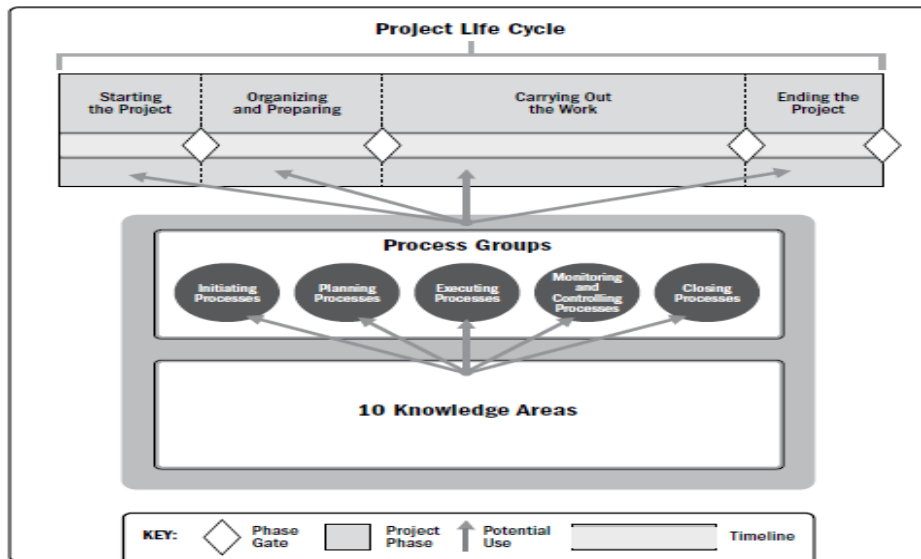 Project Life Cycle
Starting
the Project
Organizing
and Preparing
Carrying Out
the Work
Ending the
Project
Process Groups
Initiating
Processes
Planning
Processes
Executing
Processes
Monitoring
and
Controlling
Processes
Closing
Processes
10 Knowledge Areas
KEY:
Phase
Gate
Project
Phase
Potential
Use
Timeline